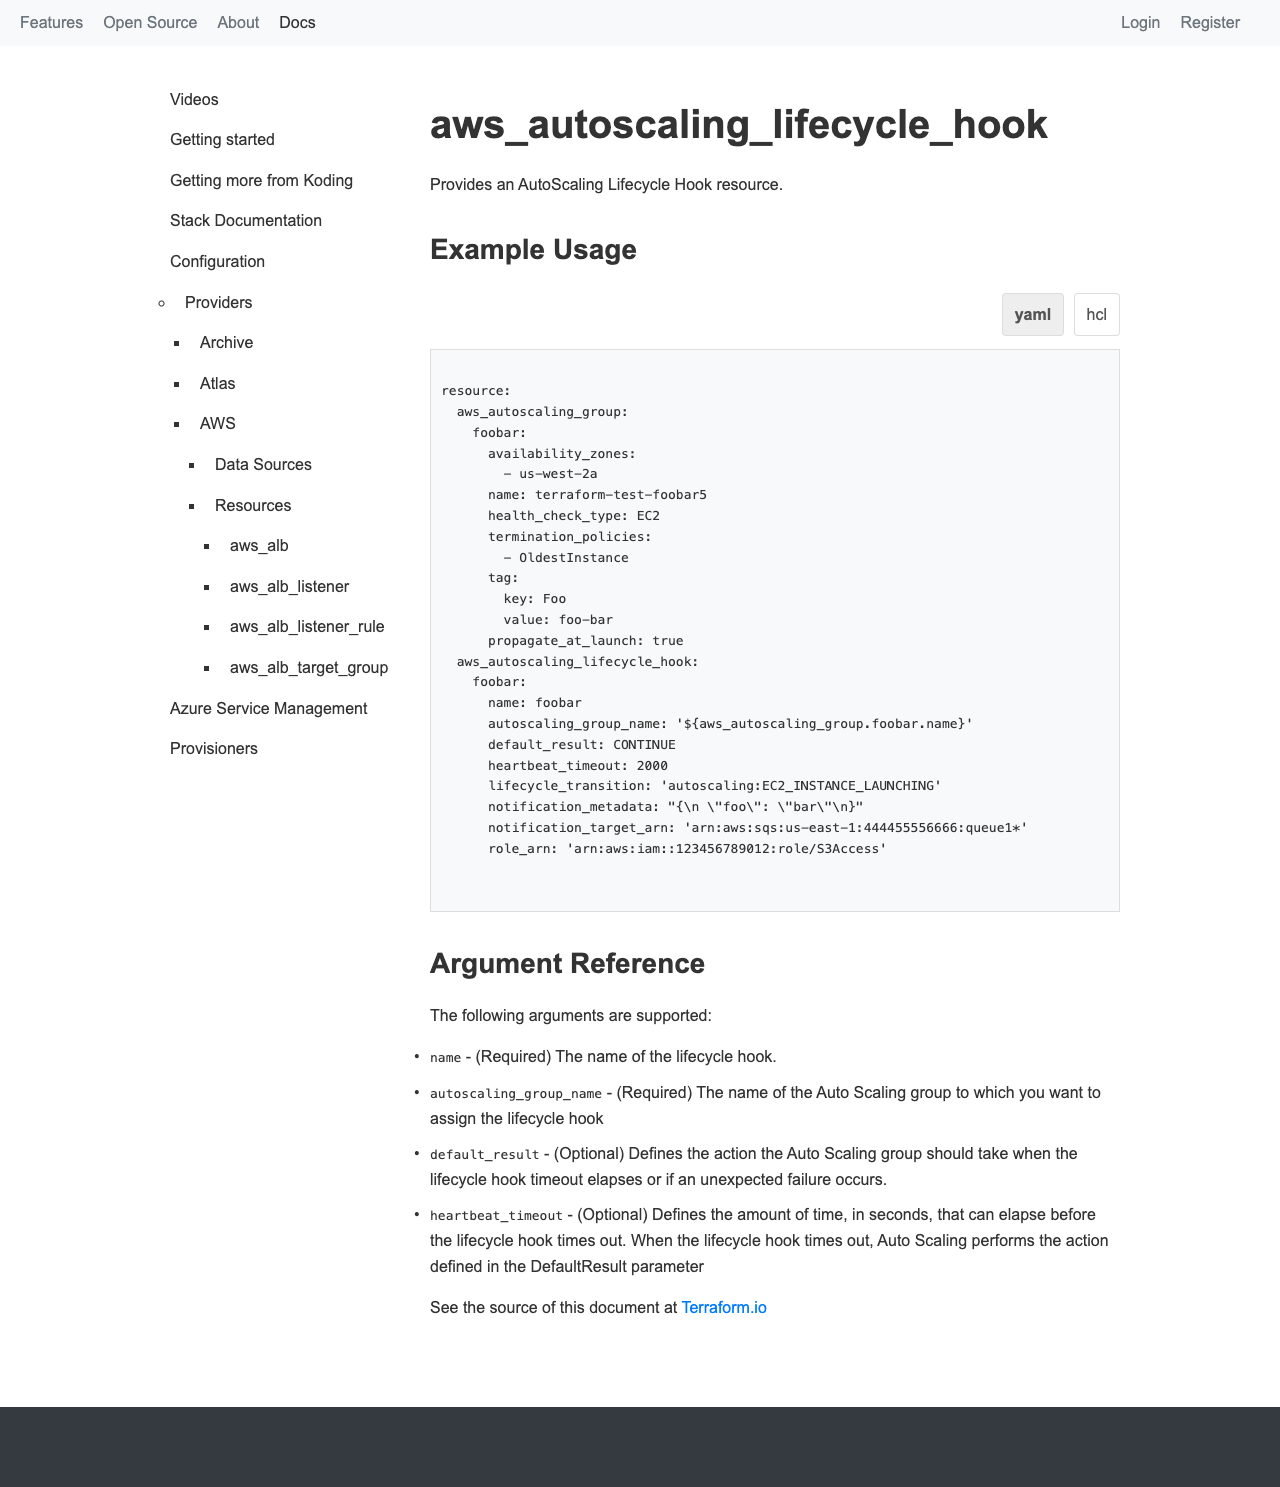 Features Open Source About Docs Login Register
Videos
Getting started
Getting more from Koding
Stack Documentation
Configuration
Providers
Archive
Atlas
AWS
Data Sources
Resources
aws_alb
aws_alb_listener
aws_alb_listener_rule
aws_alb_target_group
Azure Service Management
Provisioners
aws_autoscaling_lifecycle_hook
Provides an AutoScaling Lifecycle Hook resource.
Example Usage
yaml hcl
resource:
  aws_autoscaling_group:
    foobar:
      availability_zones:
        - us-west-2a
      name: terraform-test-foobar5
      health_check_type: EC2
      termination_policies:
        - OldestInstance
      tag:
        key: Foo
        value: foo-bar
      propagate_at_launch: true
  aws_autoscaling_lifecycle_hook:
    foobar:
      name: foobar
      autoscaling_group_name: '${aws_autoscaling_group.foobar.name}'
      default_result: CONTINUE
      heartbeat_timeout: 2000
      lifecycle_transition: 'autoscaling:EC2_INSTANCE_LAUNCHING'
      notification_metadata: "{\n \"foo\": \"bar\"\n}"
      notification_target_arn: 'arn:aws:sqs:us-east-1:444455556666:queue1*'
      role_arn: 'arn:aws:iam::123456789012:role/S3Access'
Argument Reference
The following arguments are supported:
• name - (Required) The name of the lifecycle hook.
• autoscaling_group_name - (Required) The name of the Auto Scaling group to which you want to
assign the lifecycle hook
• default_result - (Optional) Defines the action the Auto Scaling group should take when the
lifecycle hook timeout elapses or if an unexpected failure occurs.
• heartbeat_timeout - (Optional) Defines the amount of time, in seconds, that can elapse before
the lifecycle hook times out. When the lifecycle hook times out, Auto Scaling performs the action
defined in the DefaultResult parameter
See the source of this document at Terraform.io